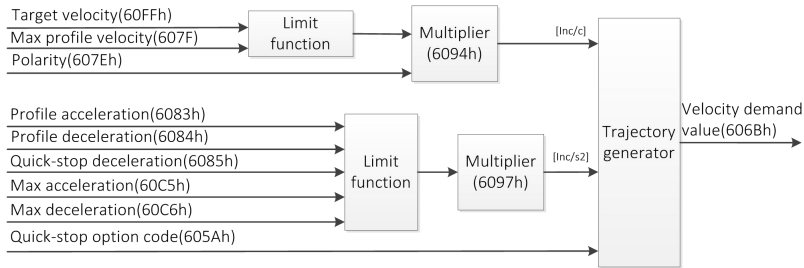 Target velocity(60FFh)
Max profile velocity(607F)
Polarity(607Eh)
Limit
function
Multiplier
(6094h)
[Inc/c]
Profile acceleration(6083h)
Profile deceleration(6084h)
Quick-stop deceleration(6085h)
Max acceleration(60C5h)
Max deceleration(60C6h)
Quick-stop option code(605Ah)
Limit
function
Multiplier
(6097h)
[Inc/s2]
Trajectory
generator
Velocity demand
value(606Bh)